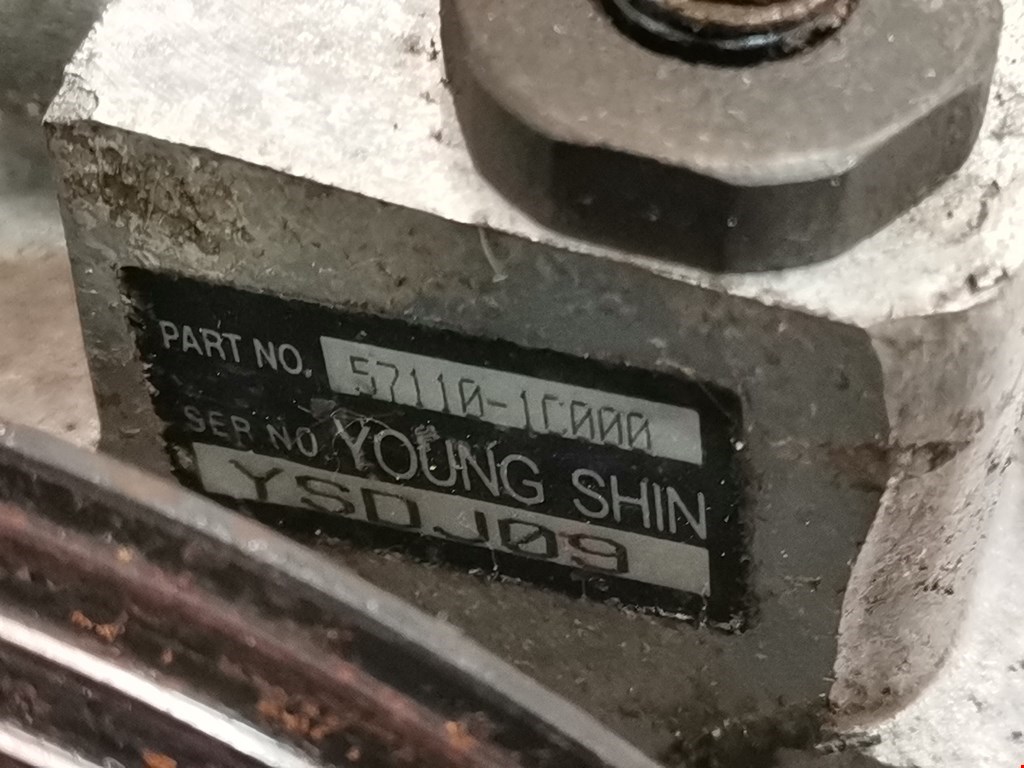 PART NO. 57110-1C000
SER NO YOUNG SHIN
YSDJ09